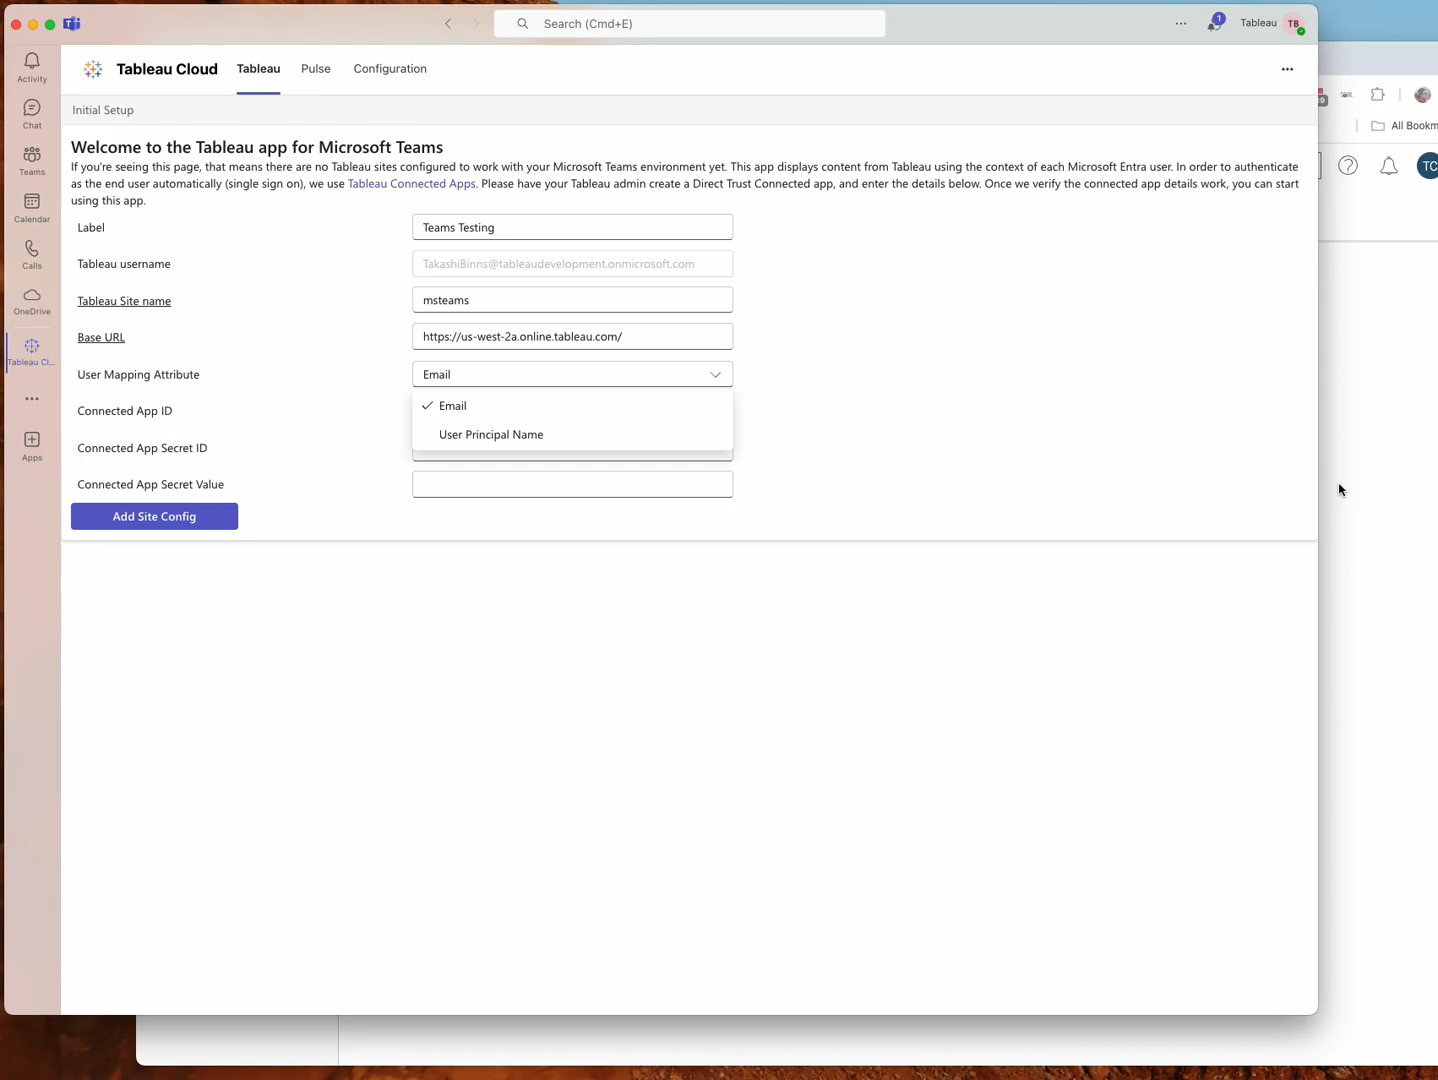 Search (Cmd+E)
1
Tableau
TB
Activity
Chat
Teams
Calendar
Calls
OneDrive
Tableau Cl...
Apps
Tableau Cloud
Tableau
Pulse
Configuration
Initial Setup
Welcome to the Tableau app for Microsoft Teams
If you're seeing this page, that means there are no Tableau sites configured to work with your Microsoft Teams environment yet. This app displays content from Tableau using the context of each Microsoft Entra user. In order to authenticate
as the end user automatically (single sign on), we use Tableau Connected Apps. Please have your Tableau admin create a Direct Trust Connected app, and enter the details below. Once we verify the connected app details work, you can start
using this app.
Label
Teams Testing
Tableau username
TakashiBinns@tableaudevelopment.onmicrosoft.com
Tableau Site name
msteams
Base URL
https://us-west-2a.online.tableau.com/
User Mapping Attribute
Email
Email
User Principal Name
Connected App ID
Connected App Secret ID
Connected App Secret Value
Add Site Config
All Bookm
TC